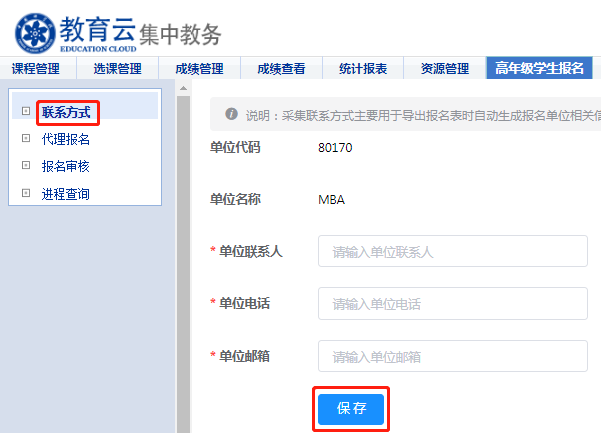 教育云 集中教务
EDUCATION CLOUD
课程管理 选课管理 成绩管理 成绩查看 统计报表 资源管理 高年级学生报名
联系方式
代理报名
报名审核
进程查询
说明：采集联系方式主要用于导出报名表时自动生成报名单位相关信
单位代码 80170
单位名称 MBA
* 单位联系人 请输入单位联系人
* 单位电话 请输入单位电话
* 单位邮箱 请输入单位邮箱
保存